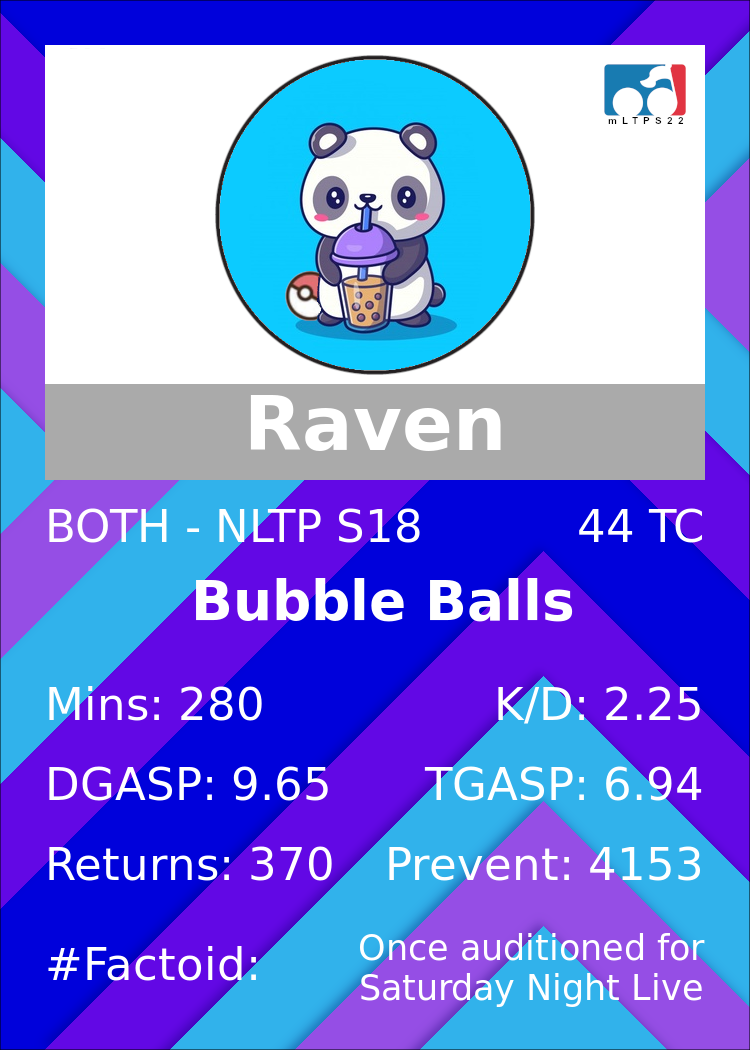 mLTPS22
Raven
BOTH - NLTP S18 44 TC
Bubble Balls
Mins: 280 K/D: 2.25
DGASP: 9.65 TGASP: 6.94
Returns: 370 Prevent: 4153
#Factoid: Once auditioned for
Saturday Night Live